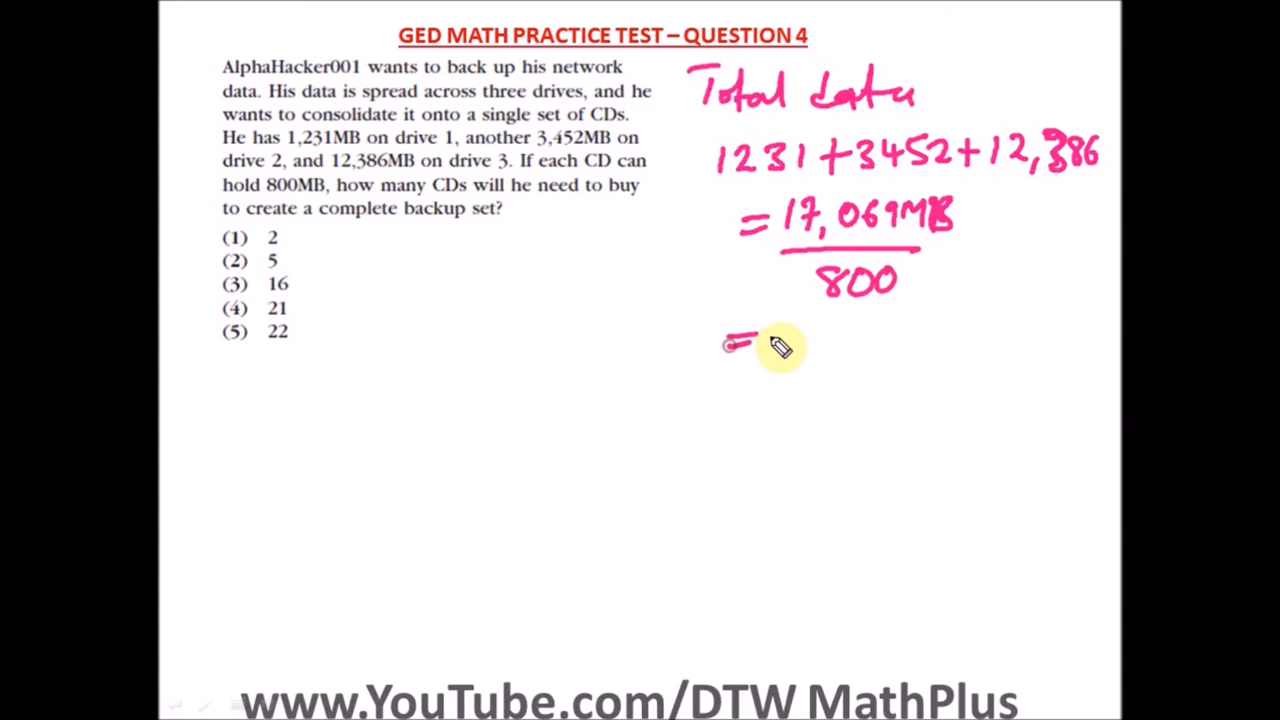 GED MATH PRACTICE TEST – QUESTION 4
AlphaHacker001 wants to back up his network
data. His data is spread across three drives, and he
wants to consolidate it onto a single set of CDs.
He has 1,231MB on drive 1, another 3,452MB on
drive 2, and 12,386MB on drive 3. If each CD can
hold 800MB, how many CDs will he need to buy
to create a complete backup set?
(1) 2
(2) 5
(3) 16
(4) 21
(5) 22
Total data
1231+3452+12,386
= 17,069MB
800
=
www.YouTube.com/DTW MathPlus